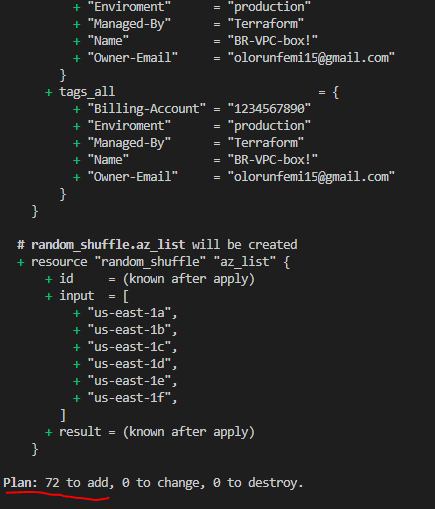 + "Enviroment"      = "production"
+ "Managed-By"      = "Terraform"
+ "Name"            = "BR-VPC-box!"
+ "Owner-Email"     = "olorunfemi15@gmail.com"
}
+ tags_all                             = {
+ "Billing-Account" = "1234567890"
+ "Enviroment"      = "production"
+ "Managed-By"      = "Terraform"
+ "Name"            = "BR-VPC-box!"
+ "Owner-Email"     = "olorunfemi15@gmail.com"
}
}
# random_shuffle.az_list will be created
+ resource "random_shuffle" "az_list" {
+ id     = (known after apply)
+ input  = [
+ "us-east-1a",
+ "us-east-1b",
+ "us-east-1c",
+ "us-east-1d",
+ "us-east-1e",
+ "us-east-1f",
]
+ result = (known after apply)
}
Plan: 72 to add, 0 to change, 0 to destroy.